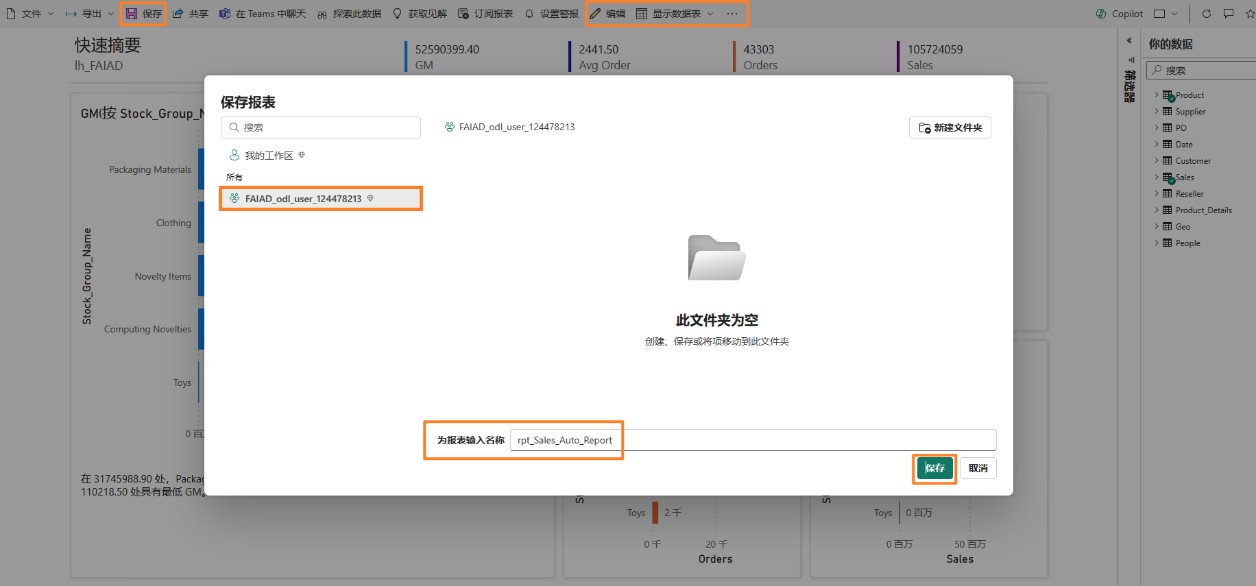 文件 导出 保存 共享 在 Teams 中聊天 探索此数据 获取见解 订阅报表 设置警报 编辑 显示数据表 ··· Copilot
快速摘要
lh_FAIAD
52590399.40
GM
2441.50
Avg Order
43303
Orders
105724059
Sales
筛选器
你的数据
搜索
Product
Supplier
PO
Date
Customer
Sales
Reseller
Product_Details
Geo
People
保存报表
搜索
FAIAD_odl_user_124478213
新建文件夹
我的工作区
所有
FAIAD_odl_user_124478213
此文件夹为空
创建、保存或将项移动到此文件夹
为报表输入名称 rpt_Sales_Auto_Report
保存 取消
GM(按 Stock_Group_N
Stock_Group_Name
Packaging Materials
Clothing
Novelty Items
Computing Novelties
Toys
0 百
在 31745988.90 处，Packag
110218.50 处具有最低 GM。
Toys 2 千
0 千 20 千
Orders
Toys 0 百万
0 百万 50 百万
Sales